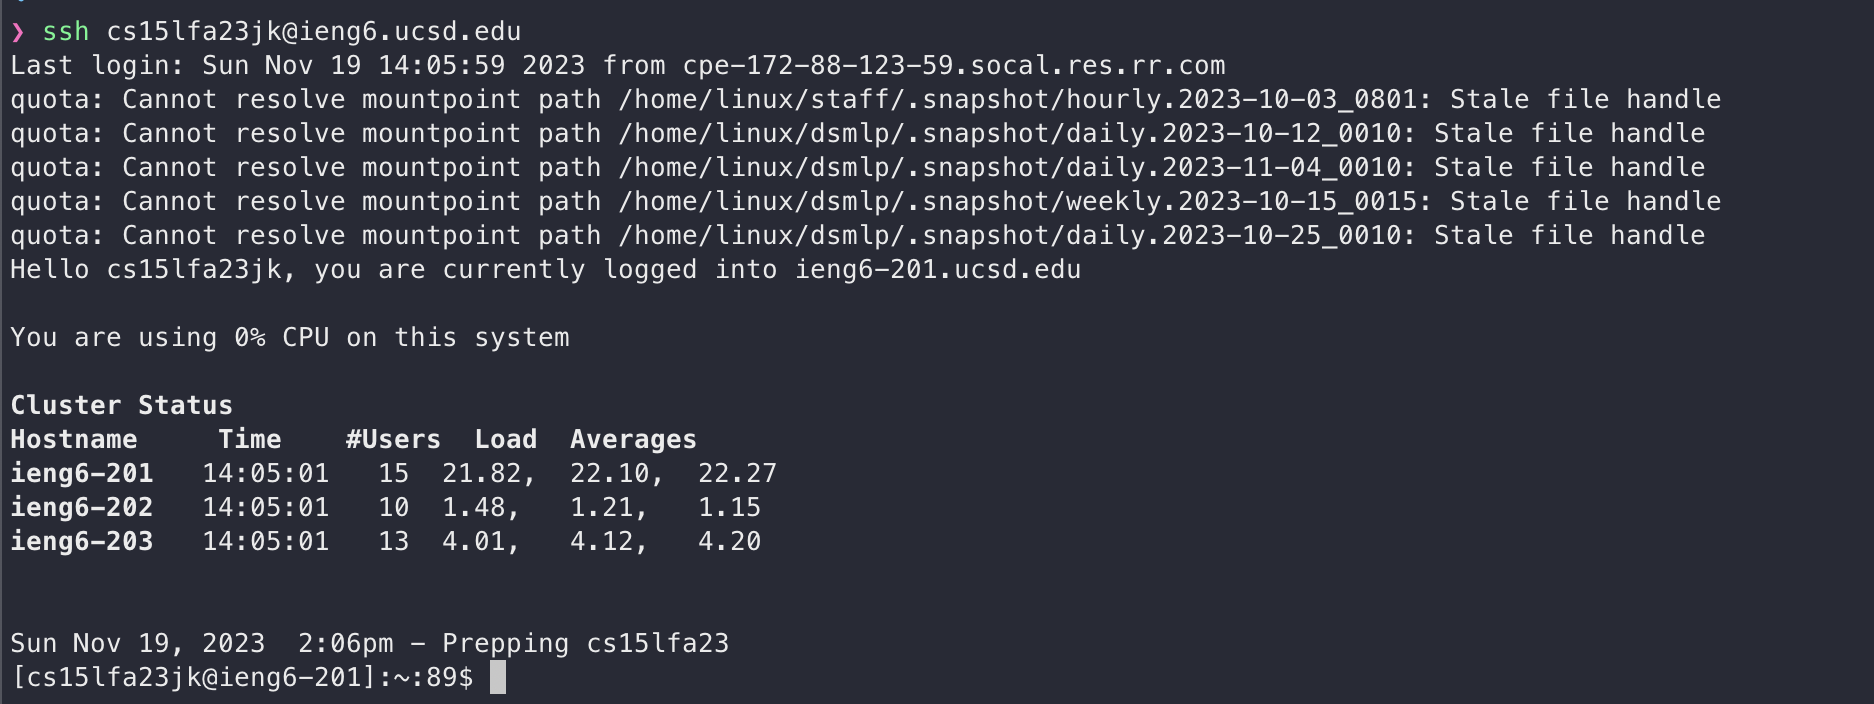 ❯ ssh cs15lfa23jk@ieng6.ucsd.edu
Last login: Sun Nov 19 14:05:59 2023 from cpe-172-88-123-59.socal.res.rr.com
quota: Cannot resolve mountpoint path /home/linux/staff/.snapshot/hourly.2023-10-03_0801: Stale file handle
quota: Cannot resolve mountpoint path /home/linux/dsmlp/.snapshot/daily.2023-10-12_0010: Stale file handle
quota: Cannot resolve mountpoint path /home/linux/dsmlp/.snapshot/daily.2023-11-04_0010: Stale file handle
quota: Cannot resolve mountpoint path /home/linux/dsmlp/.snapshot/weekly.2023-10-15_0015: Stale file handle
quota: Cannot resolve mountpoint path /home/linux/dsmlp/.snapshot/daily.2023-10-25_0010: Stale file handle
Hello cs15lfa23jk, you are currently logged into ieng6-201.ucsd.edu
You are using 0% CPU on this system
Cluster Status
Hostname     Time    #Users  Load  Averages
ieng6-201   14:05:01   15  21.82,  22.10,  22.27
ieng6-202   14:05:01   10  1.48,   1.21,   1.15
ieng6-203   14:05:01   13  4.01,   4.12,   4.20
Sun Nov 19, 2023  2:06pm - Prepping cs15lfa23
[cs15lfa23jk@ieng6-201]:~:89$